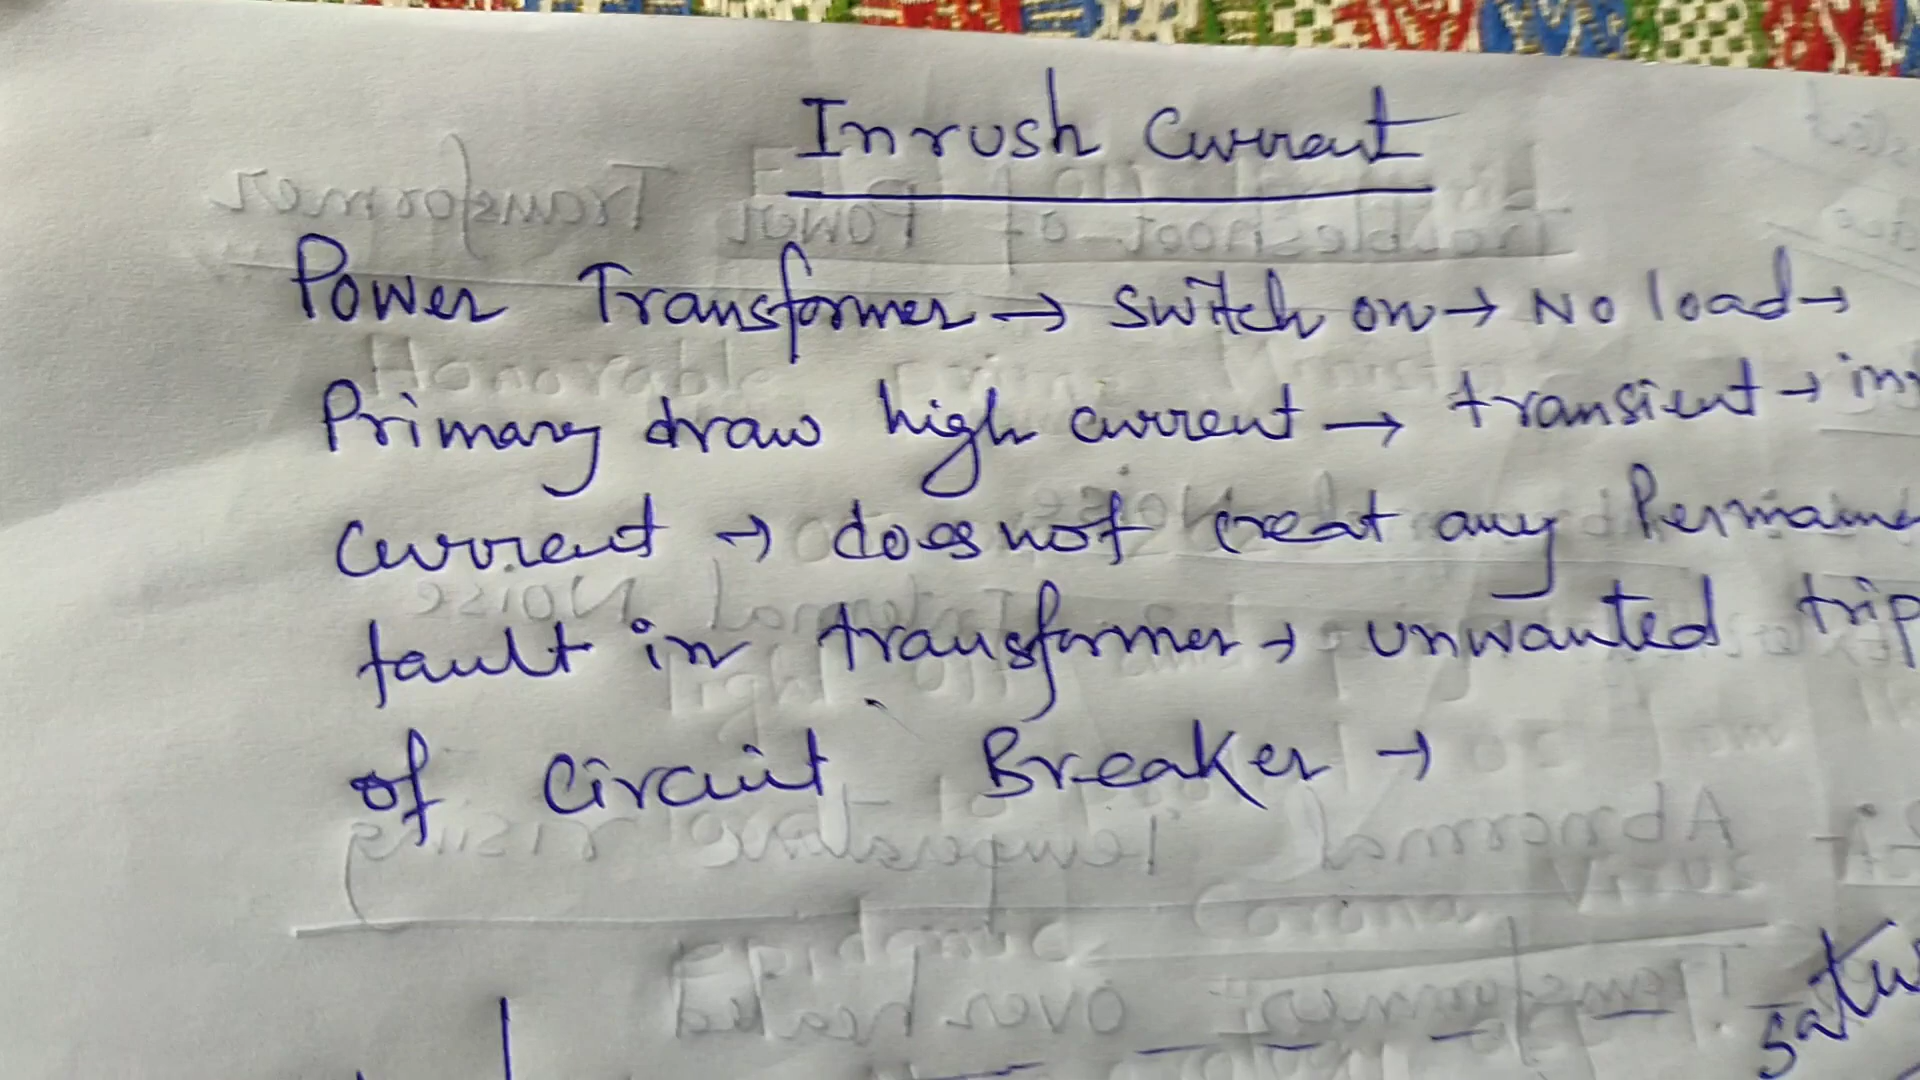 Inrush Current
Power Transformer → Switch on → No load →
Primary draw high current → transient →
Current → does not creat any
fault in transformer → unwanted trip
of Circuit Breaker →